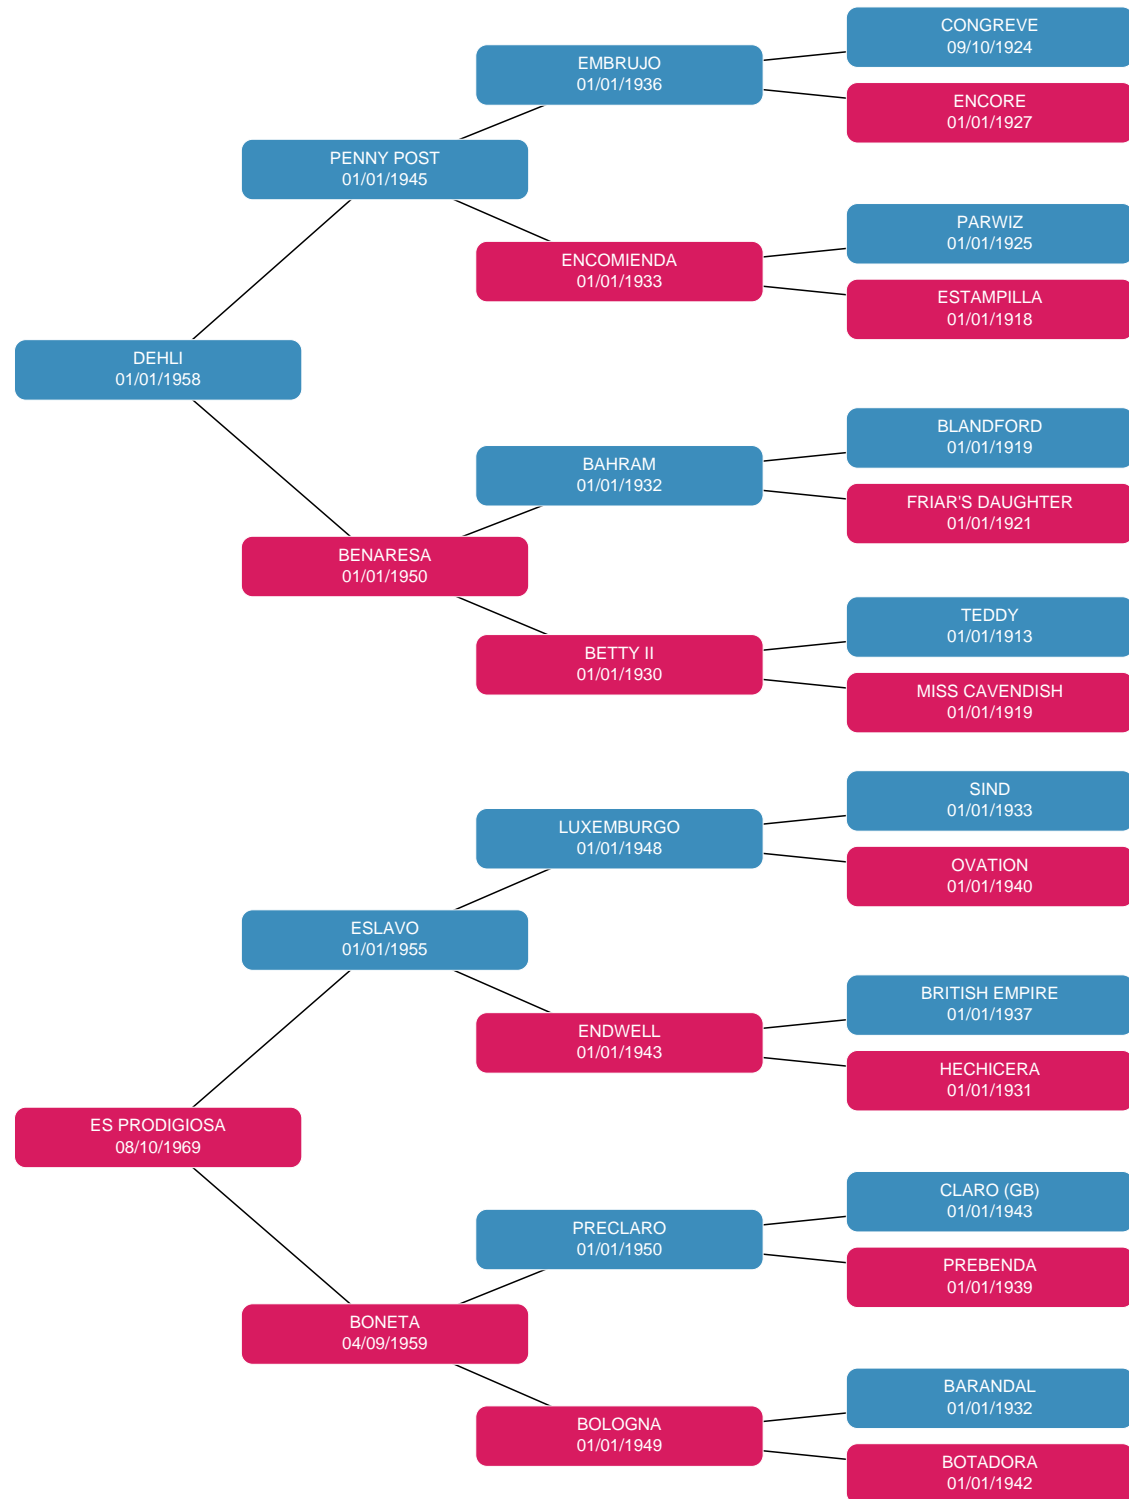 CONGREVE
09/10/1924
EMBRUJO
01/01/1936
ENCORE
01/01/1927
PENNY POST
01/01/1945
PARWIZ
01/01/1925
ENCOMIENDA
01/01/1933
ESTAMPILLA
01/01/1918
DEHLI
01/01/1958
BLANDFORD
01/01/1919
BAHRAM
01/01/1932
FRIAR'S DAUGHTER
01/01/1921
BENARESA
01/01/1950
TEDDY
01/01/1913
BETTY II
01/01/1930
MISS CAVENDISH
01/01/1919
SIND
01/01/1933
LUXEMBURGO
01/01/1948
OVATION
01/01/1940
ESLAVO
01/01/1955
BRITISH EMPIRE
01/01/1937
ENDWELL
01/01/1943
HECHICERA
01/01/1931
ES PRODIGIOSA
08/10/1969
CLARO (GB)
01/01/1943
PRECLARO
01/01/1950
PREBENDA
01/01/1939
BONETA
04/09/1959
BARANDAL
01/01/1932
BOLOGNA
01/01/1949
BOTADORA
01/01/1942